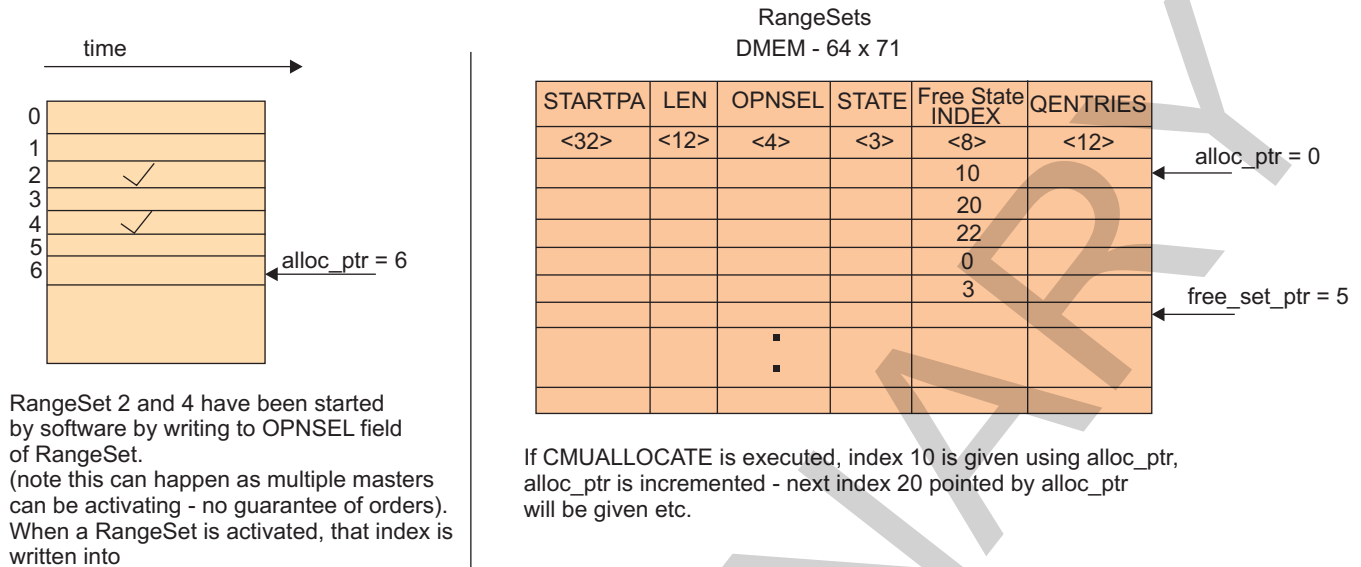 time
0
1
2
3
4
5
6
alloc_ptr = 6
RangeSet 2 and 4 have been started
by software by writing to OPNSEL field
of RangeSet.
(note this can happen as multiple masters
can be activating - no guarantee of orders).
When a RangeSet is activated, that index is
written into
RangeSets
DMEM - 64 x 71
STARTPA LEN OPNSEL STATE Free State INDEX QENTRIES
<32> <12> <4> <3> <8> <12>
10
alloc_ptr = 0
20
22
0
3
free_set_ptr = 5
If CMUALLOCATE is executed, index 10 is given using alloc_ptr,
alloc_ptr is incremented - next index 20 pointed by alloc_ptr
will be given etc.